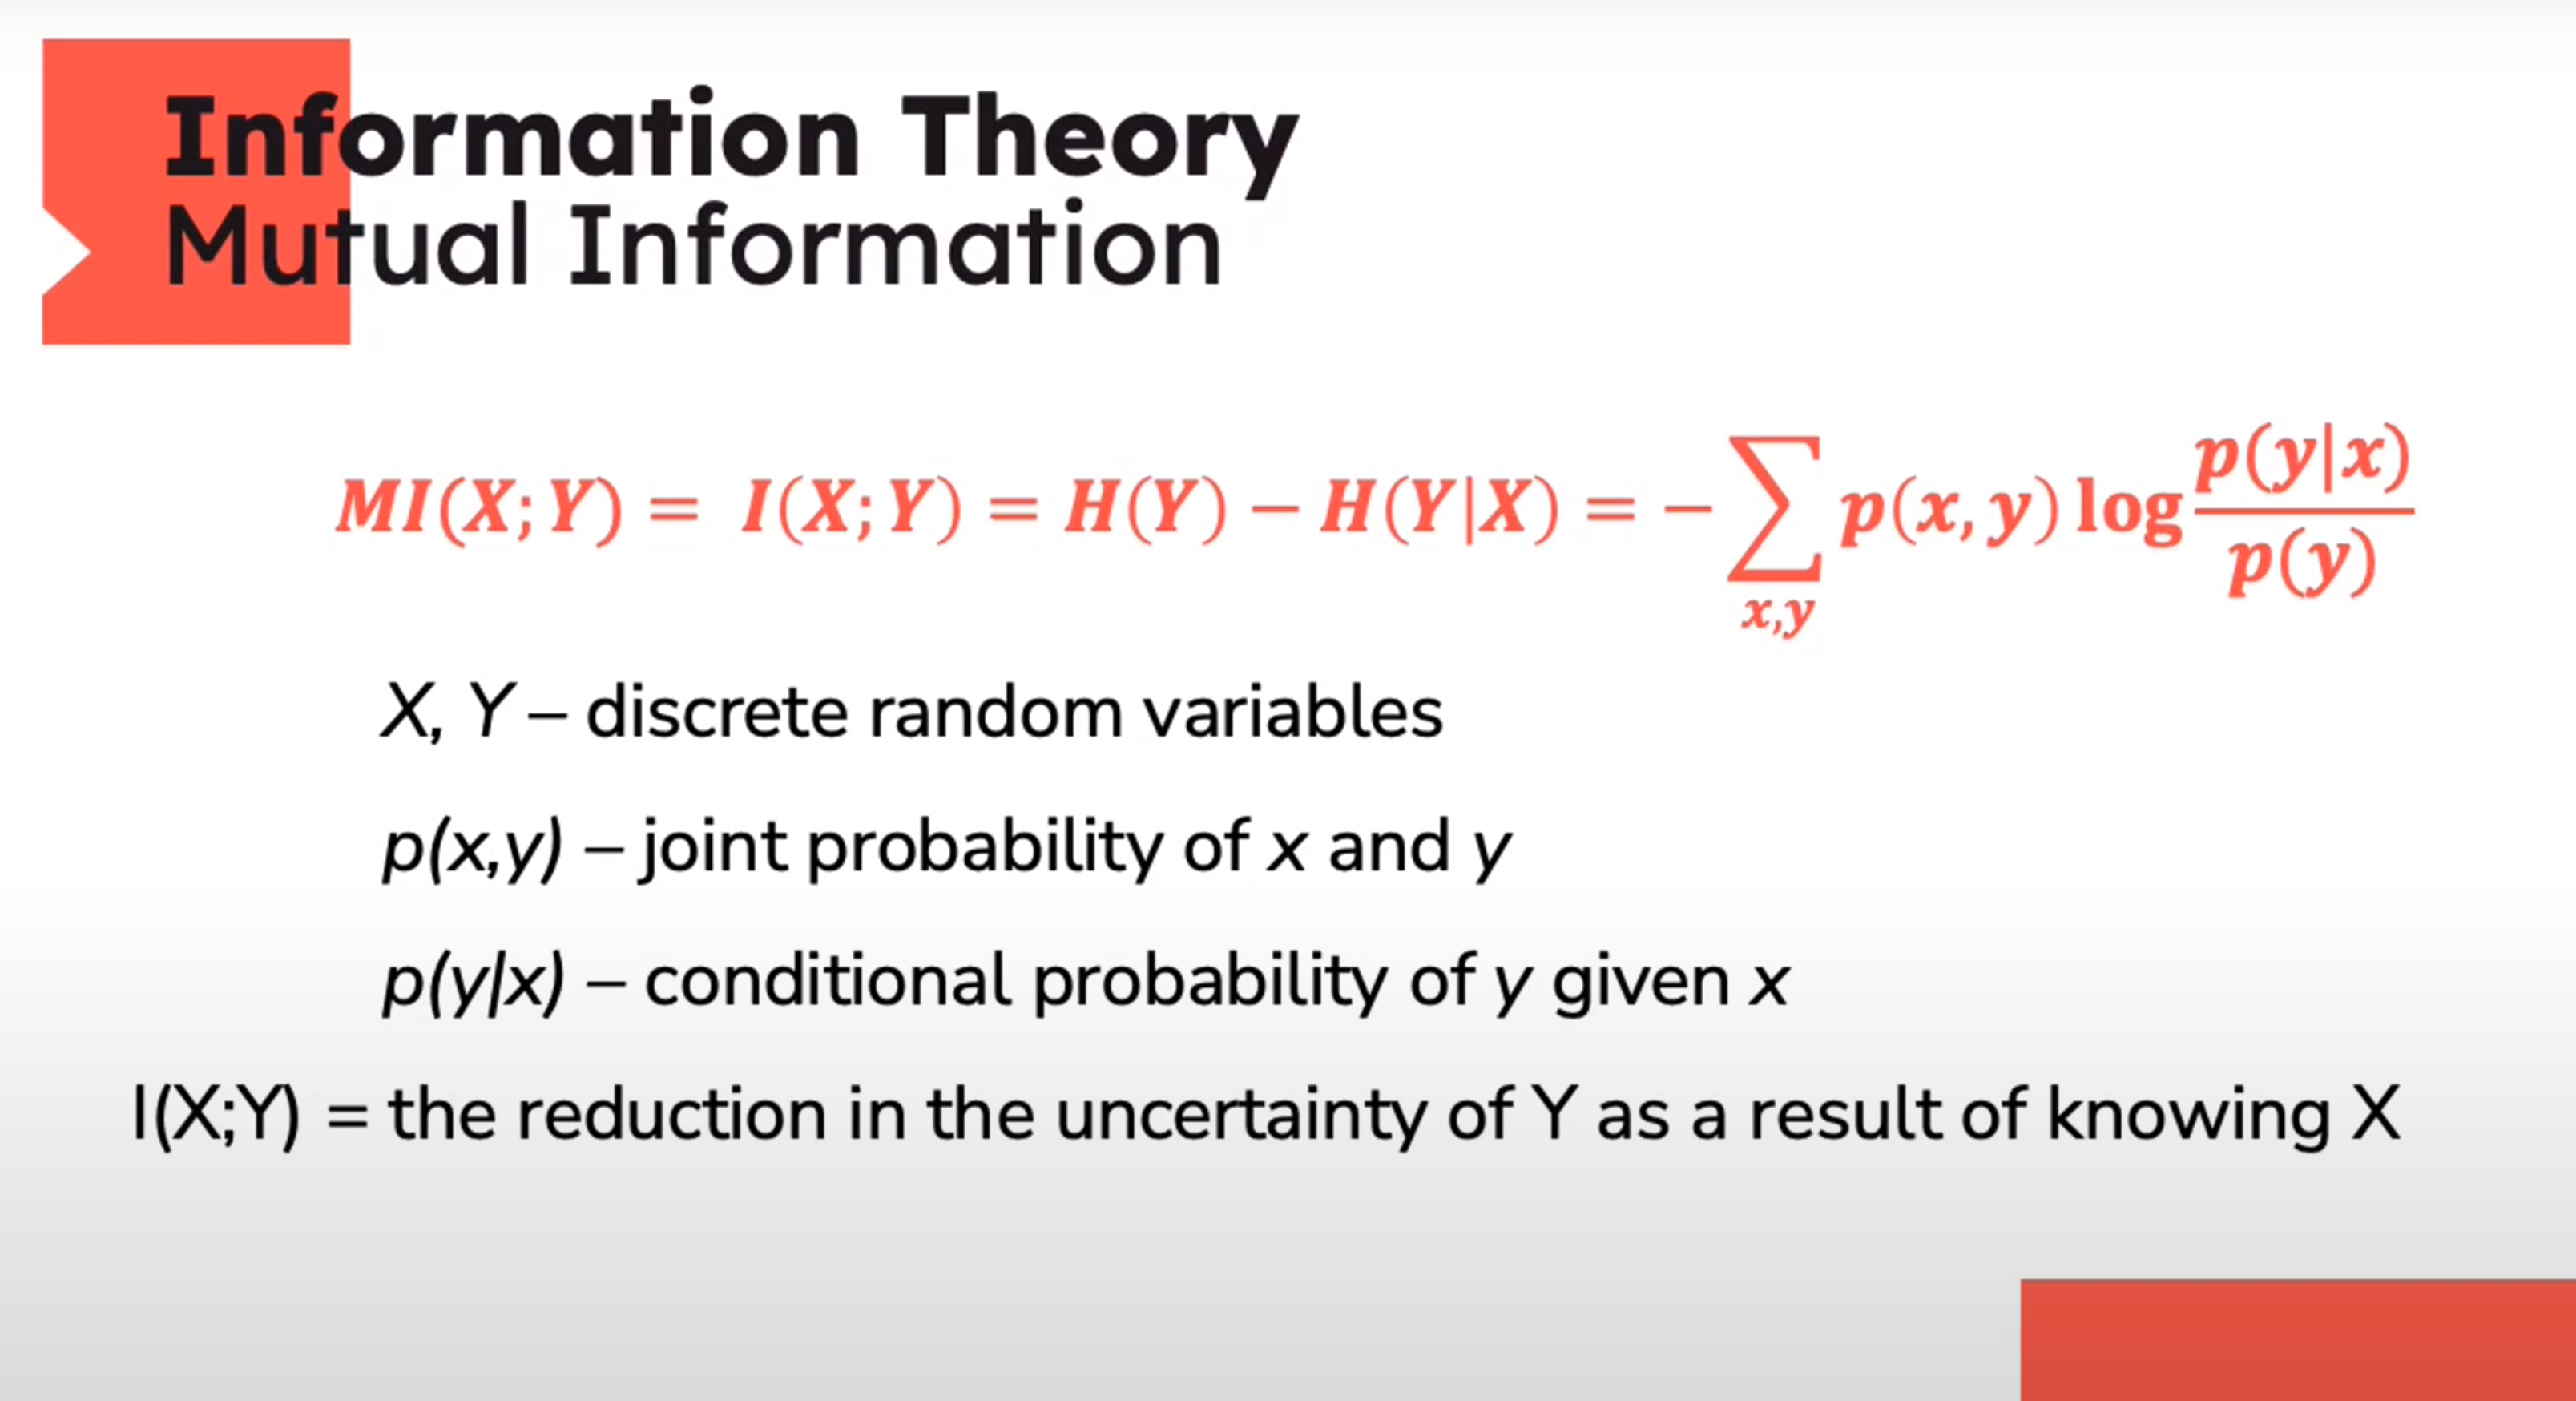 Information Theory
Mutual Information
MI(X; Y) = I(X; Y) = H(Y) − H(Y|X) = − ∑_{x,y} p(x, y) log \frac{p(y|x)}{p(y)}
X, Y – discrete random variables
p(x,y) – joint probability of x and y
p(y|x) – conditional probability of y given x
I(X;Y) = the reduction in the uncertainty of Y as a result of knowing X